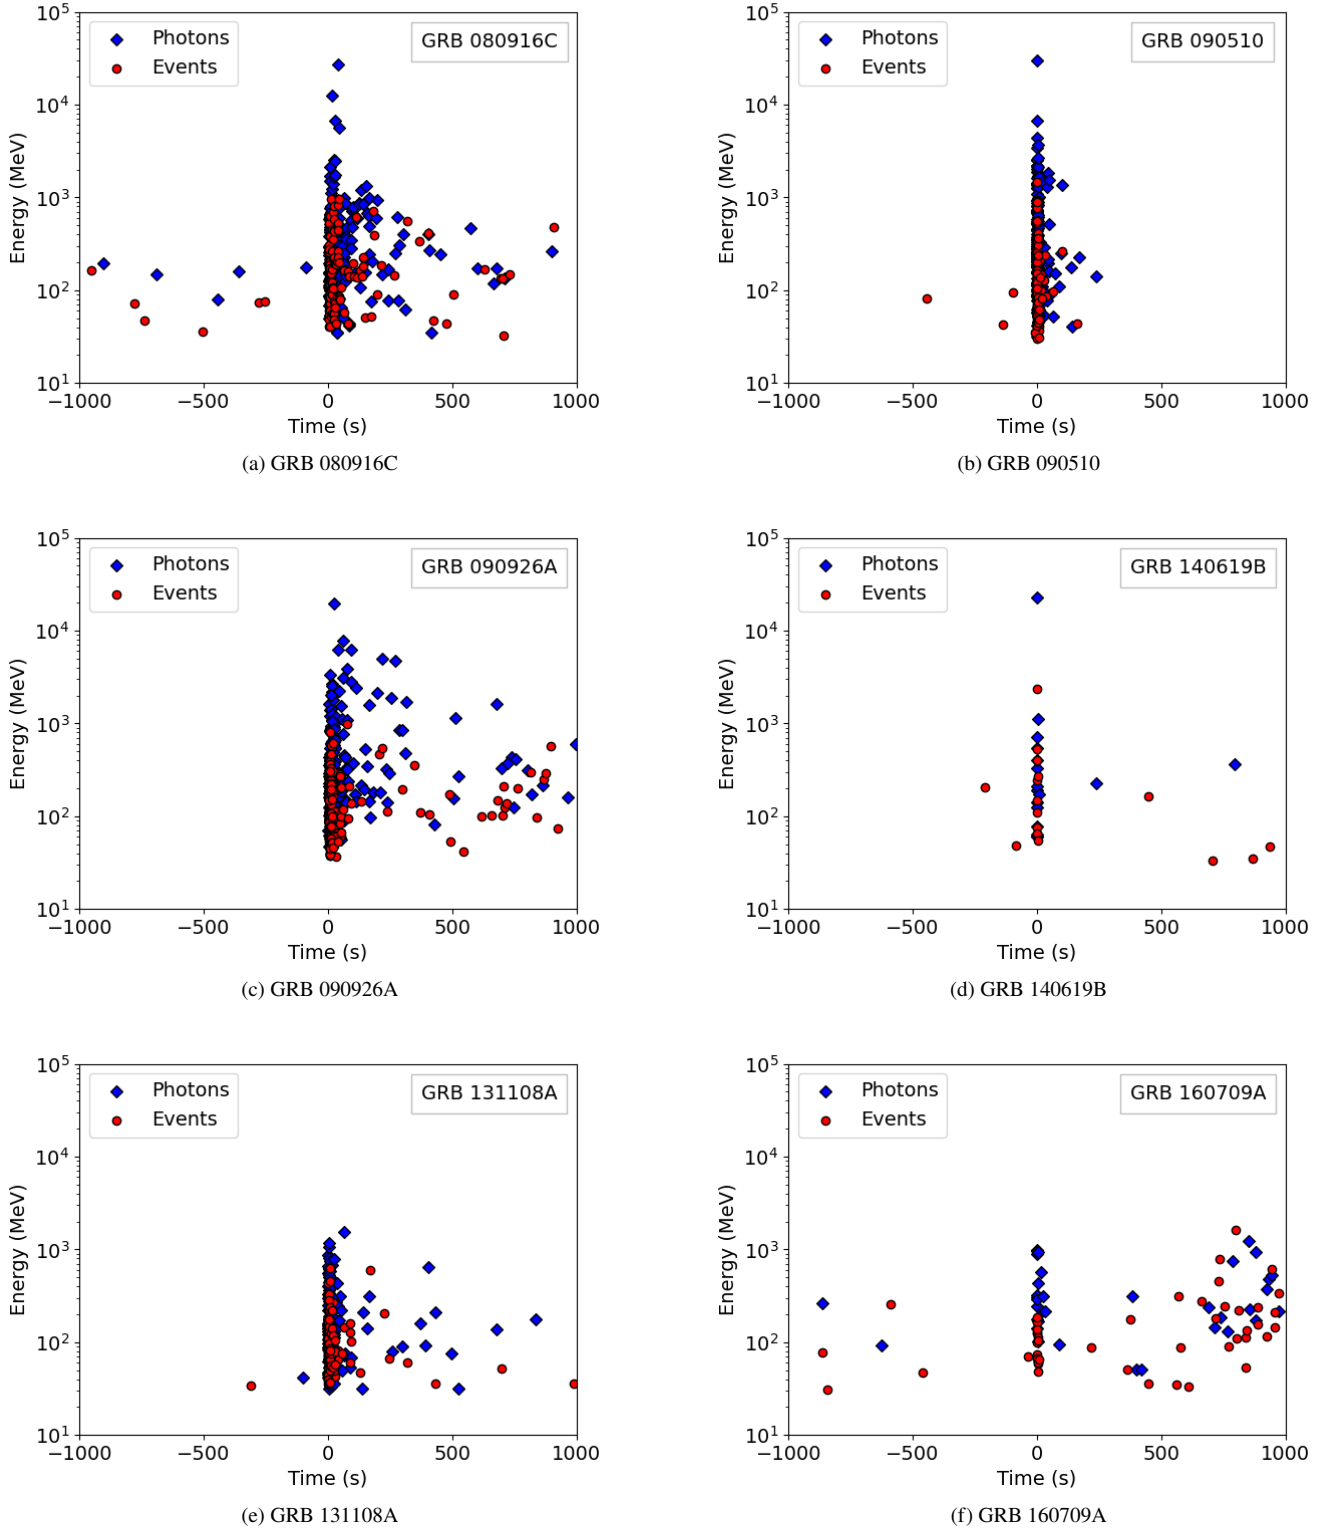 10^5
10^4
10^3
10^2
10^1
Energy (MeV)
Photons
Events
GRB 080916C
−1000 −500 0 500 1000
Time (s)
(a) GRB 080916C
10^5
10^4
10^3
10^2
10^1
Energy (MeV)
Photons
Events
GRB 090510
−1000 −500 0 500 1000
Time (s)
(b) GRB 090510
10^5
10^4
10^3
10^2
10^1
Energy (MeV)
Photons
Events
GRB 090926A
−1000 −500 0 500 1000
Time (s)
(c) GRB 090926A
10^5
10^4
10^3
10^2
10^1
Energy (MeV)
Photons
Events
GRB 140619B
−1000 −500 0 500 1000
Time (s)
(d) GRB 140619B
10^5
10^4
10^3
10^2
10^1
Energy (MeV)
Photons
Events
GRB 131108A
−1000 −500 0 500 1000
Time (s)
(e) GRB 131108A
10^5
10^4
10^3
10^2
10^1
Energy (MeV)
Photons
Events
GRB 160709A
−1000 −500 0 500 1000
Time (s)
(f) GRB 160709A